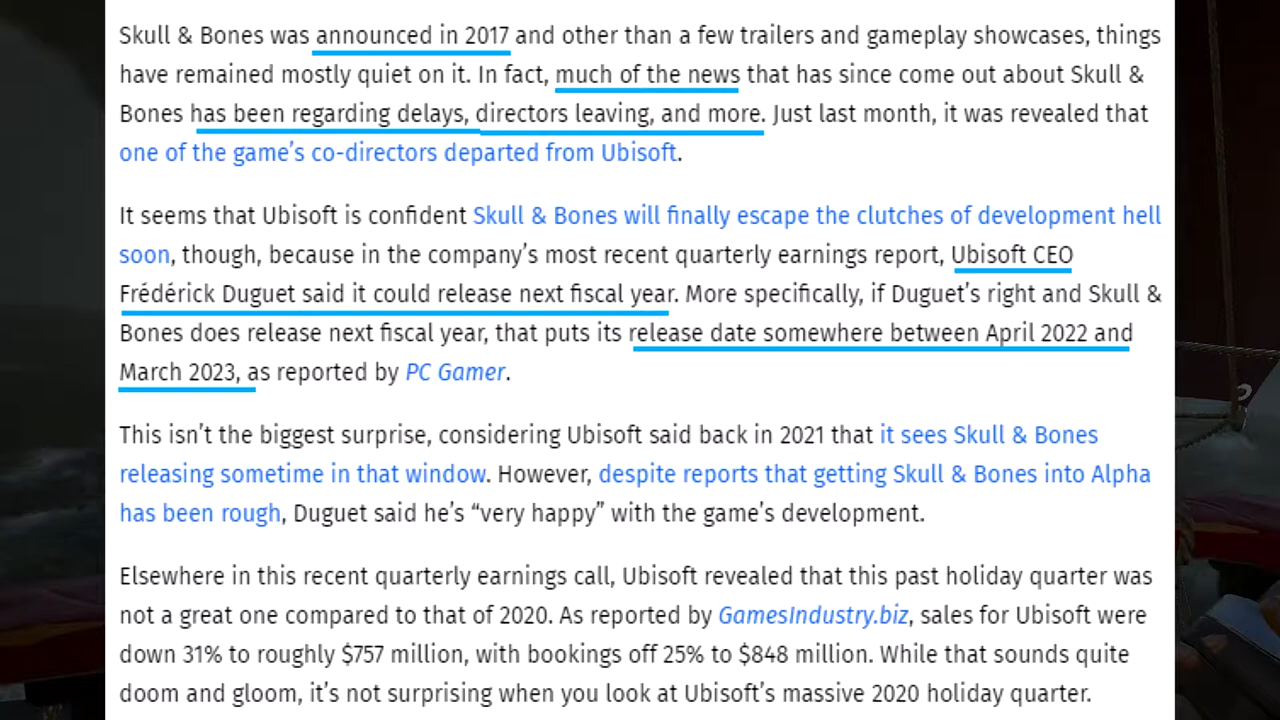 Skull & Bones was announced in 2017 and other than a few trailers and gameplay showcases, things
have remained mostly quiet on it. In fact, much of the news that has since come out about Skull &
Bones has been regarding delays, directors leaving, and more. Just last month, it was revealed that
one of the game’s co-directors departed from Ubisoft.
It seems that Ubisoft is confident Skull & Bones will finally escape the clutches of development hell
soon, though, because in the company’s most recent quarterly earnings report, Ubisoft CEO
Frédérick Duguet said it could release next fiscal year. More specifically, if Duguet’s right and Skull &
Bones does release next fiscal year, that puts its release date somewhere between April 2022 and
March 2023, as reported by PC Gamer.
This isn’t the biggest surprise, considering Ubisoft said back in 2021 that it sees Skull & Bones
releasing sometime in that window. However, despite reports that getting Skull & Bones into Alpha
has been rough, Duguet said he’s “very happy” with the game’s development.
Elsewhere in this recent quarterly earnings call, Ubisoft revealed that this past holiday quarter was
not a great one compared to that of 2020. As reported by GamesIndustry.biz, sales for Ubisoft were
down 31% to roughly $757 million, with bookings off 25% to $848 million. While that sounds quite
doom and gloom, it’s not surprising when you look at Ubisoft’s massive 2020 holiday quarter.